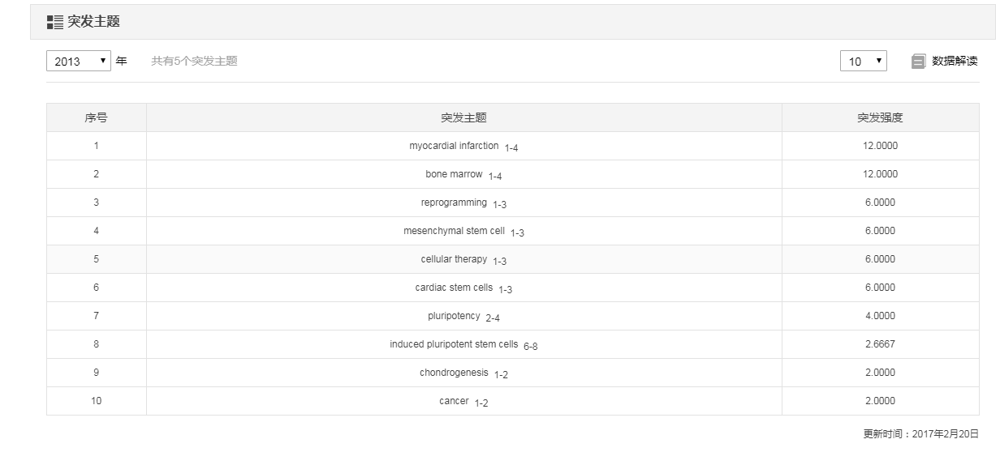 突发主题
2013 年 共有5个突发主题 10 数据解读
序号 突发主题 突发强度
1 myocardial infarction 1-4 12.0000
2 bone marrow 1-4 12.0000
3 reprogramming 1-3 6.0000
4 mesenchymal stem cell 1-3 6.0000
5 cellular therapy 1-3 6.0000
6 cardiac stem cells 1-3 6.0000
7 pluripotency 2-4 4.0000
8 induced pluripotent stem cells 6-8 2.6667
9 chondrogenesis 1-2 2.0000
10 cancer 1-2 2.0000
更新时间：2017年2月20日